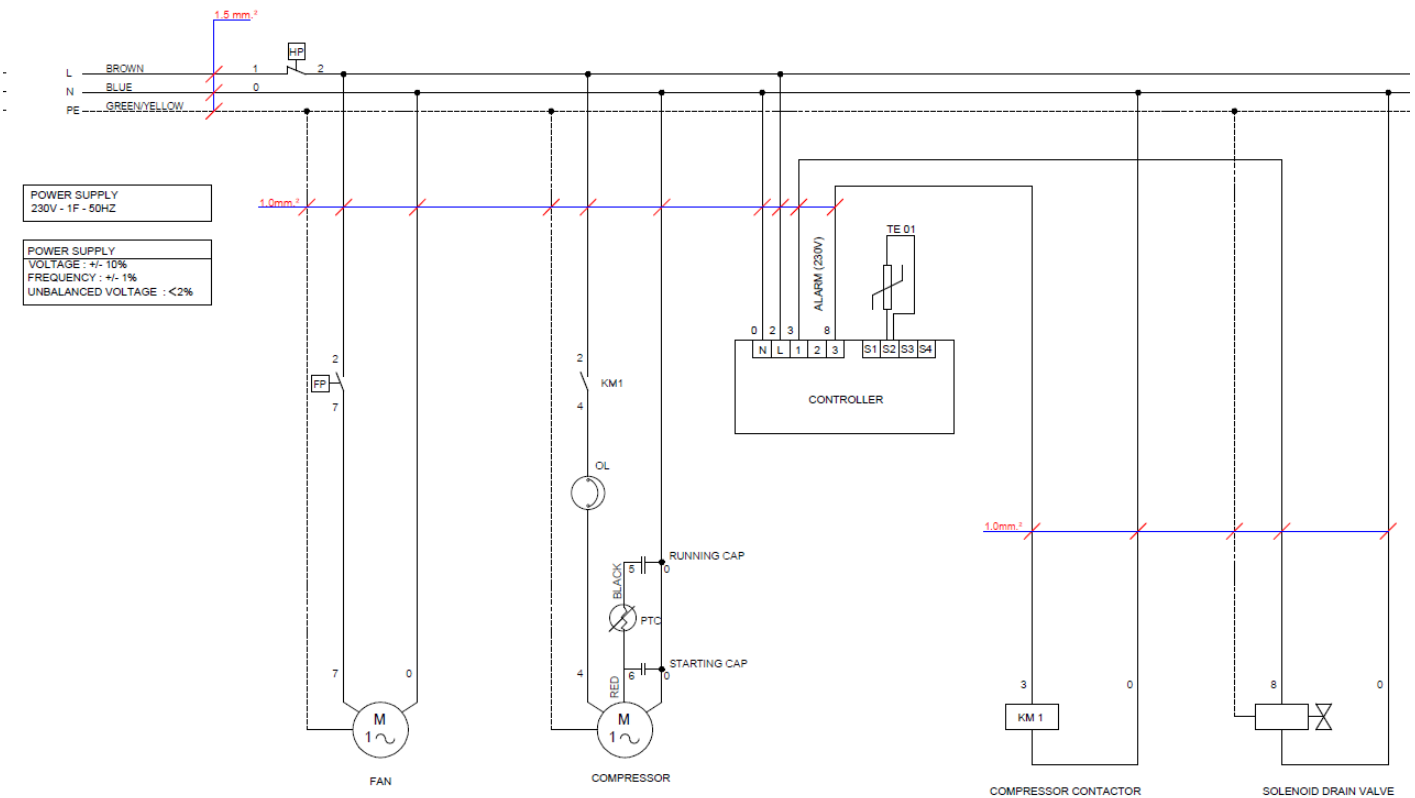 1.5 mm.²
HP
L BROWN 1 2
N BLUE 0
PE GREEN/YELLOW
POWER SUPPLY
230V - 1F - 50HZ
1.0mm.²
POWER SUPPLY
VOLTAGE : +/- 10%
FREQUENCY : +/- 1%
UNBALANCED VOLTAGE : <2%
TE 01
ALARM (230V)
0 2 3 8
N L 1 2 3 S1 S2 S3 S4
CONTROLLER
2
FP
7
2
KM1
4
OL
1.0mm.²
RUNNING CAP
5 0
BLACK
PTC
STARTING CAP
6 0
RED
7 0
4
3 0
8 0
M
1
FAN
M
1
COMPRESSOR
KM 1
COMPRESSOR CONTACTOR
SOLENOID DRAIN VALVE